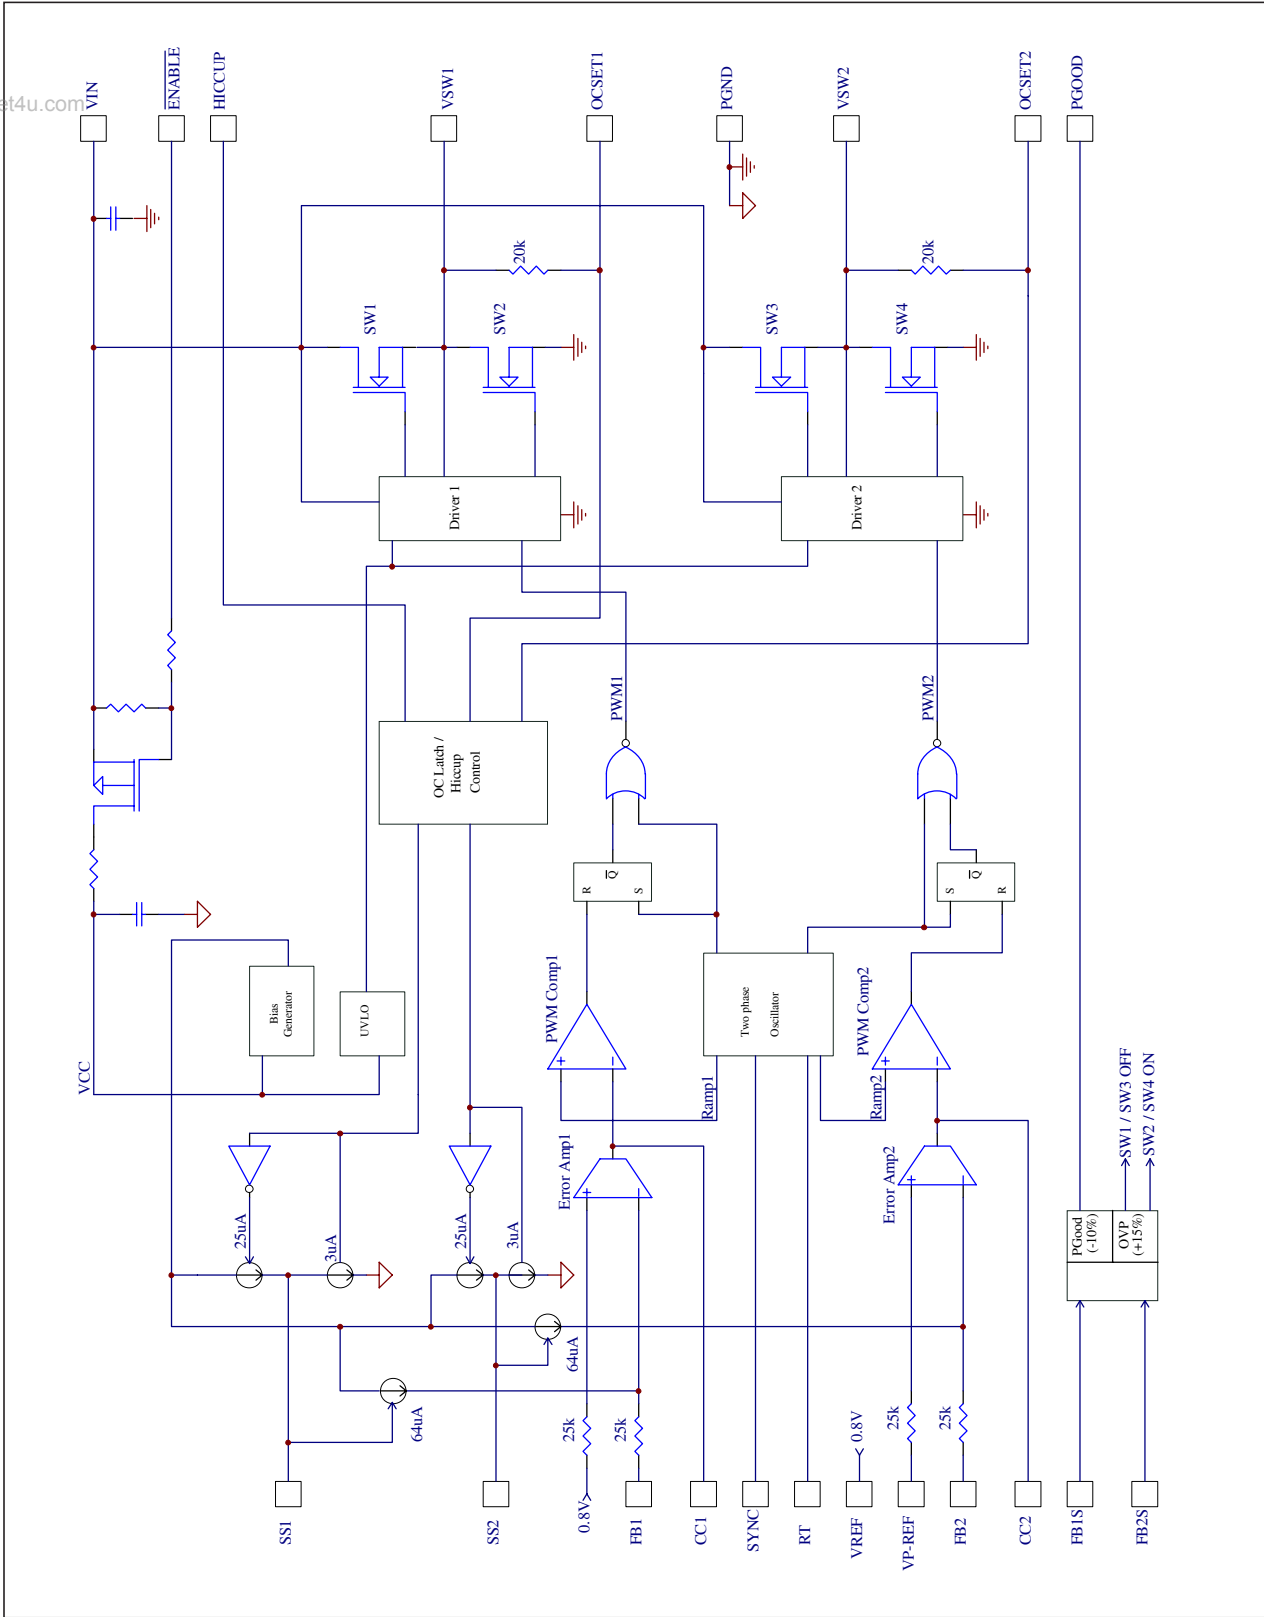 et4u.com
VIN
ENABLE
HICCUP
VSW1
OCSET1
PGND
VSW2
OCSET2
PGOOD
20k
20k
SW1
SW2
SW3
SW4
Driver 1
Driver 2
PWM1
PWM2
OC Latch /
Hiccup
Control
R
Q
S
S
Q
R
Bias
Generator
UVLO
VCC
PWM Comp1
Two phase
Oscillator
PWM Comp2
Ramp1
Ramp2
Error Amp1
Error Amp2
25uA
3uA
25uA
3uA
64uA
64uA
SW1 / SW3 OFF
SW2 / SW4 ON
PGood
(-10%)
OVP
(+15%)
25k
25k
0.8V
25k
25k
SS1
SS2
0.8V
FB1
CC1
SYNC
RT
VREF
VP-REF
FB2
CC2
FB1S
FB2S